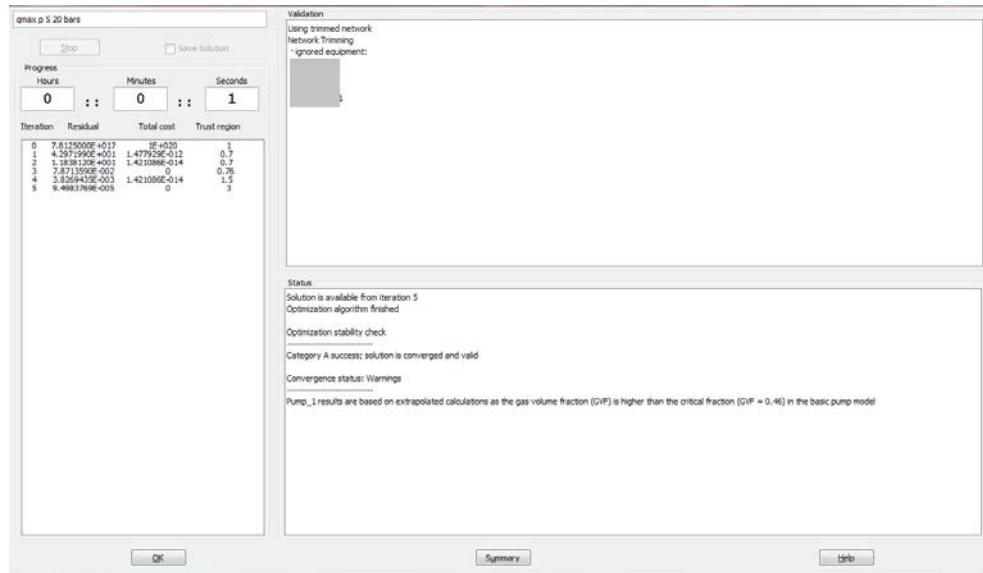 qmax p 5 20 bars
Stop
Save Solution
Progress
Hours Minutes Seconds
0 :: 0 :: 1
Iteration Residual Total cost Trust region
0 7.8125000E+017 1E+020 1
1 4.2971990E+001 1.477929E-012 0.7
2 1.1838120E+001 1.421086E-014 0.7
3 7.8713590E-002 0 0.76
4 3.8269435E-003 1.421086E-014 1.5
5 9.4983769E-005 0 3
OK
Validation
Using trimmed network
Network Trimming
- ignored equipment:
Status
Solution is available from iteration 5
Optimization algorithm finished
Optimization stability check
----------------------------
Category A success; solution is converged and valid
Convergence status: Warnings
----------------------------
Pump_1 results are based on extrapolated calculations as the gas volume fraction (GVF) is higher than the critical fraction (GVF = 0.46) in the basic pump model
Summary
Help